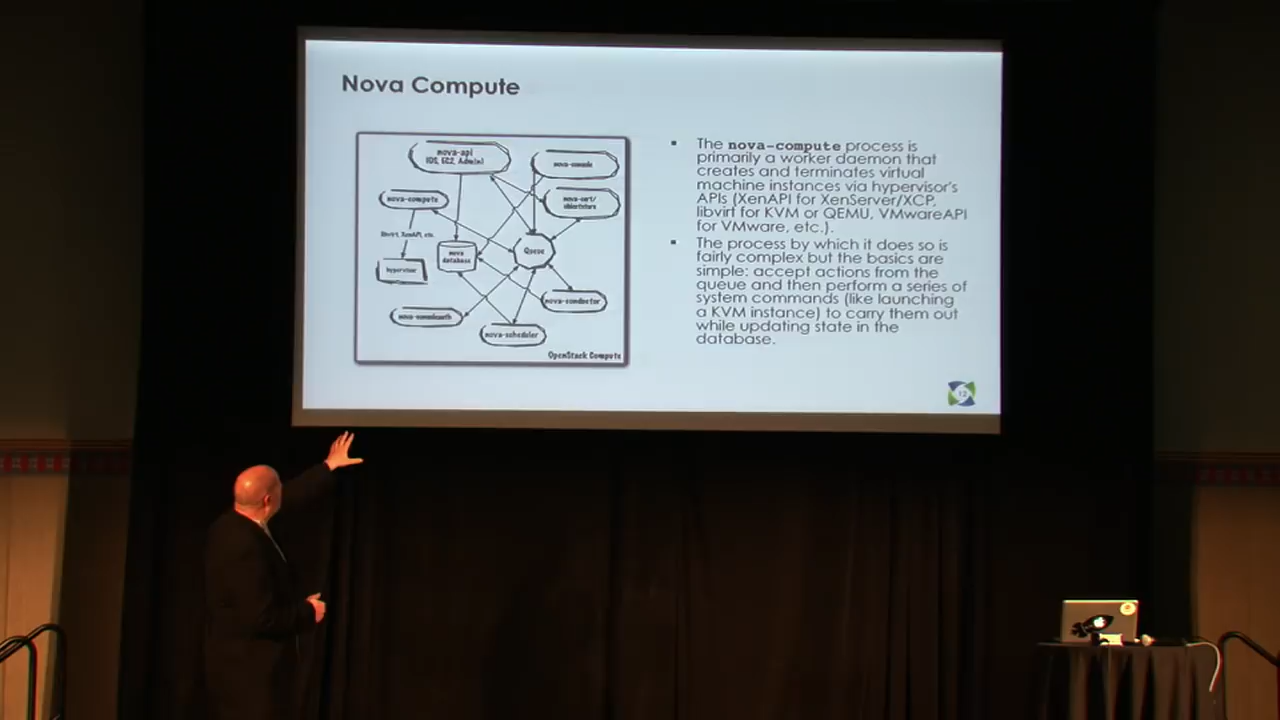 Nova Compute
nova-api
(OS, EC2, Admin)
nova-console
nova-cert/
objectstore
nova-compute
libvirt, XenAPI, etc.
hypervisor
nova
database
Queue
nova-conductor
nova-consoleauth
nova-scheduler
OpenStack Compute
▪ The nova-compute process is
primarily a worker daemon that
creates and terminates virtual
machine instances via hypervisor's
APIs (XenAPI for XenServer/XCP,
libvirt for KVM or QEMU, VMwareAPI
for VMware, etc.).
▪ The process by which it does so is
fairly complex but the basics are
simple: accept actions from the
queue and then perform a series of
system commands (like launching
a KVM instance) to carry them out
while updating state in the
database.
12